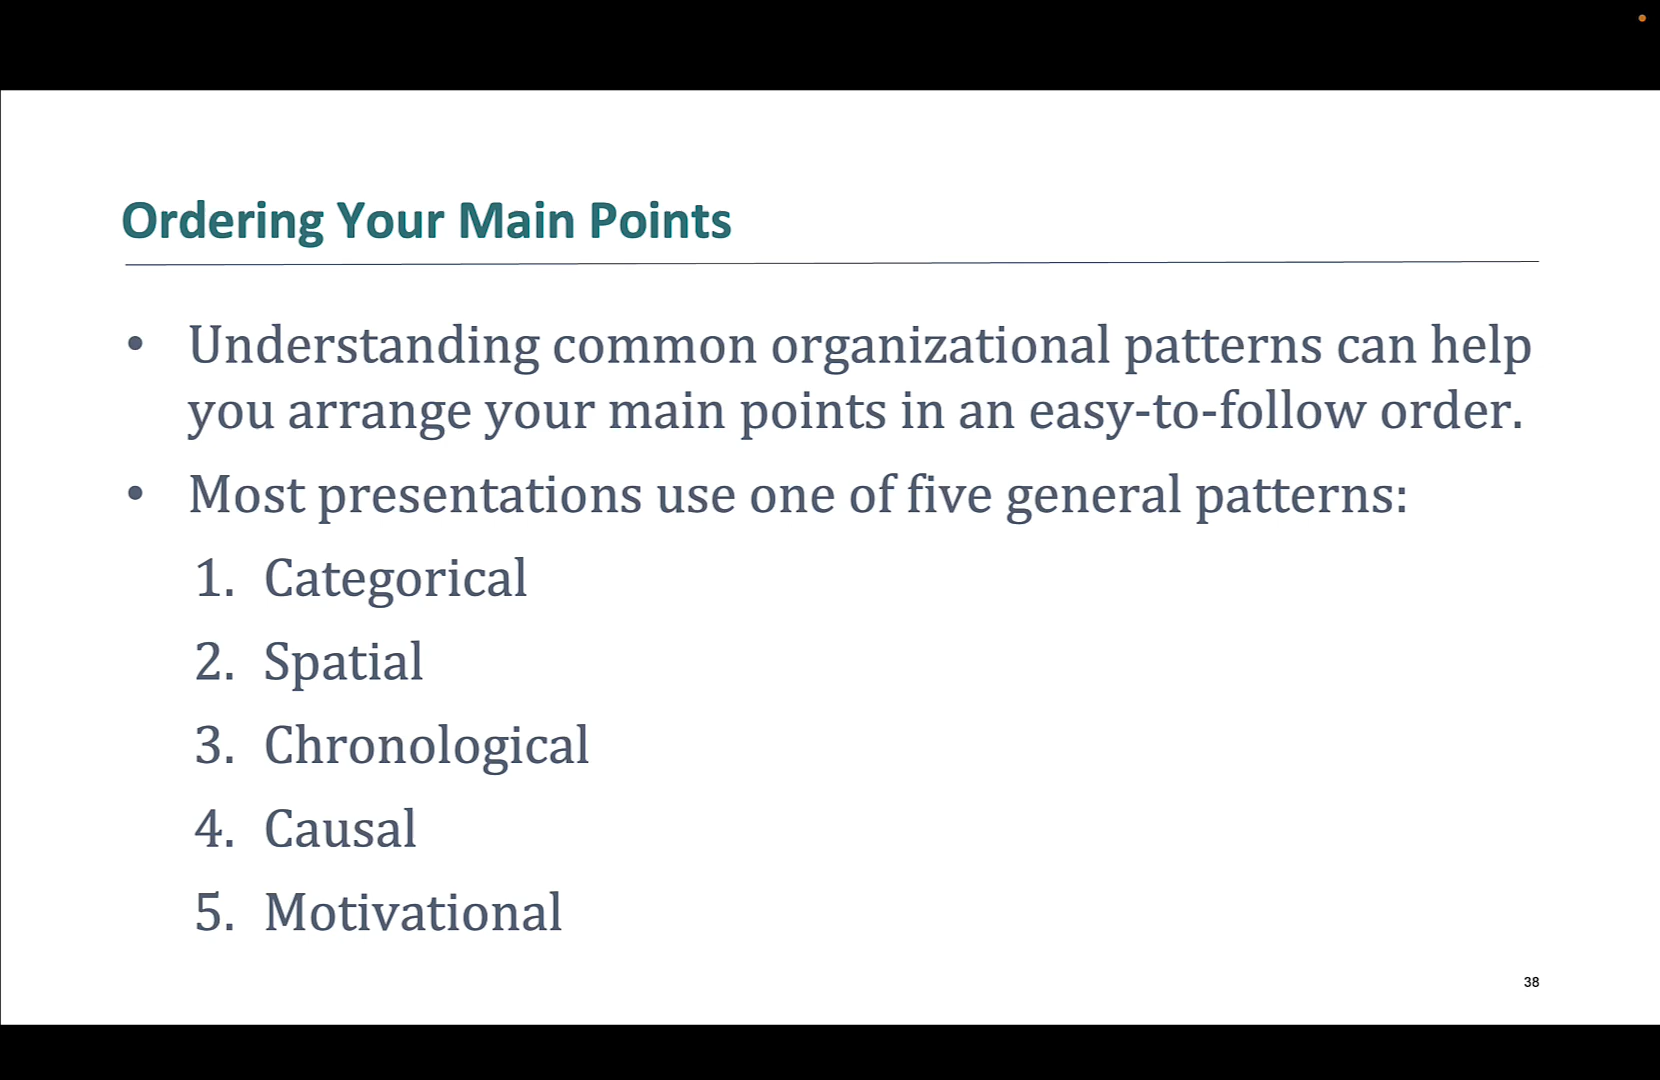 Ordering Your Main Points
• Understanding common organizational patterns can help
you arrange your main points in an easy-to-follow order.
• Most presentations use one of five general patterns:
1. Categorical
2. Spatial
3. Chronological
4. Causal
5. Motivational
38